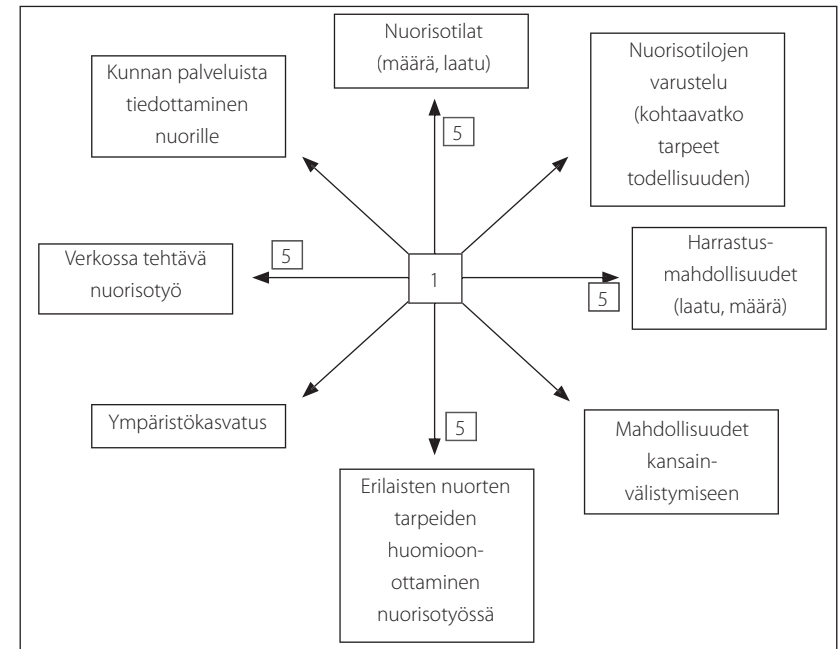 Nuorisotilat
(määrä, laatu)
Kunnan palveluista
tiedottaminen
nuorille
Nuorisotilojen
varustelu
(kohtaavatko
tarpeet
todellisuuden)
5
Verkossa tehtävä
nuorisotyö
5
1
5
Harrastus-
mahdollisuudet
(laatu, määrä)
Ympäristökasvatus
5
Mahdollisuudet
kansain-
välistymiseen
Erilaisten nuorten
tarpeiden
huomioon-
ottaminen
nuorisotyössä